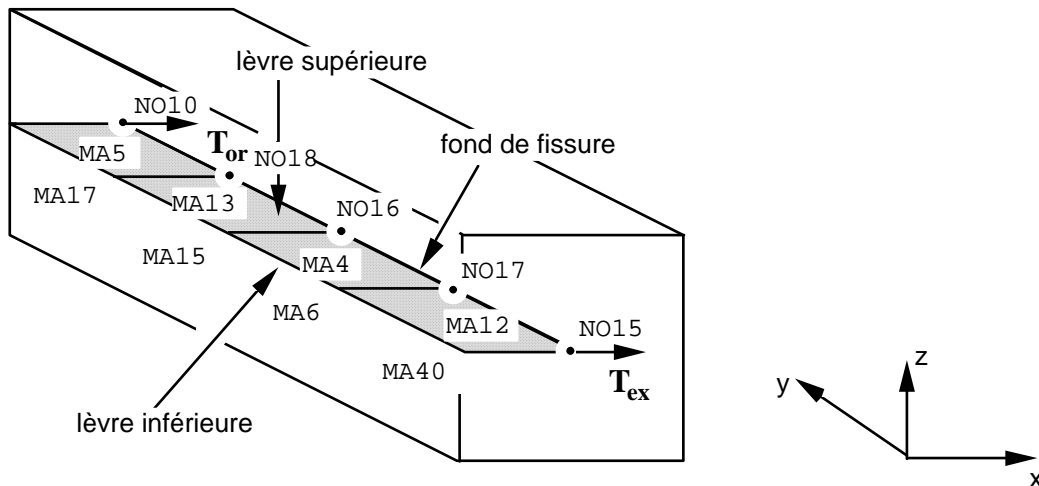 lèvre supérieure
NO10
fond de fissure
Tor
NO18
MA5
MA17
MA13
NO16
MA15
MA4
NO17
MA6
MA12
NO15
MA40
Tex
lèvre inférieure
z
y
x